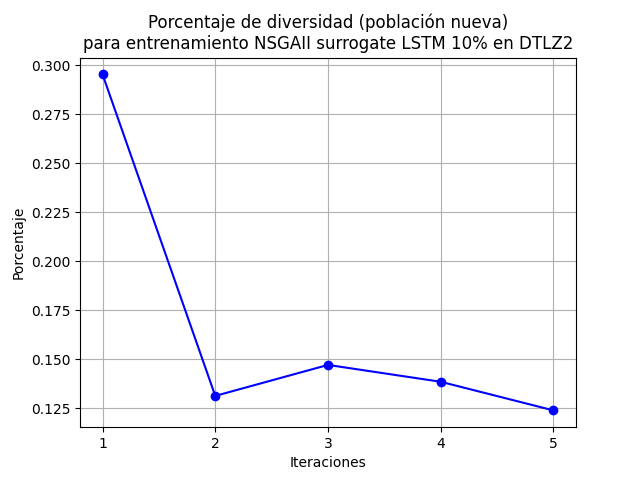 Porcentaje de diversidad (población nueva)
para entrenamiento NSGAII surrogate LSTM 10% en DTLZ2
0.300
0.275
0.250
0.225
0.200
0.175
0.150
0.125
Porcentaje
1 2 3 4 5
Iteraciones